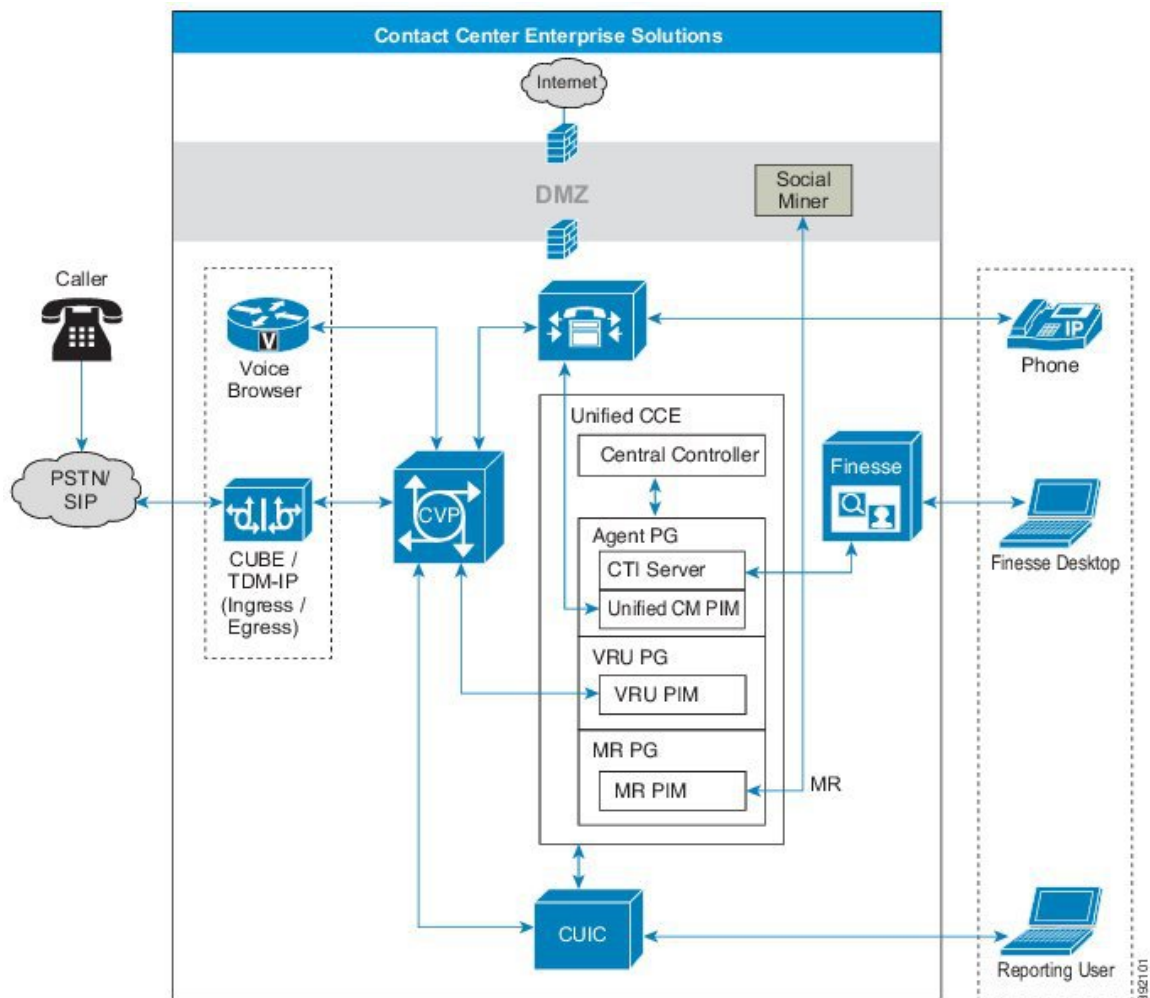 Contact Center Enterprise Solutions
Internet
DMZ
Social
Miner
Caller
Voice
Browser
V
IP
Phone
PSTN/
SIP
CUBE /
TDM-IP
(Ingress /
Egress)
CVP
Unified CCE
Central Controller
Agent PG
CTI Server
Unified CM PIM
VRU PG
VRU PIM
MR PG
MR PIM
MR
Finesse
Finesse Desktop
CUIC
Reporting User